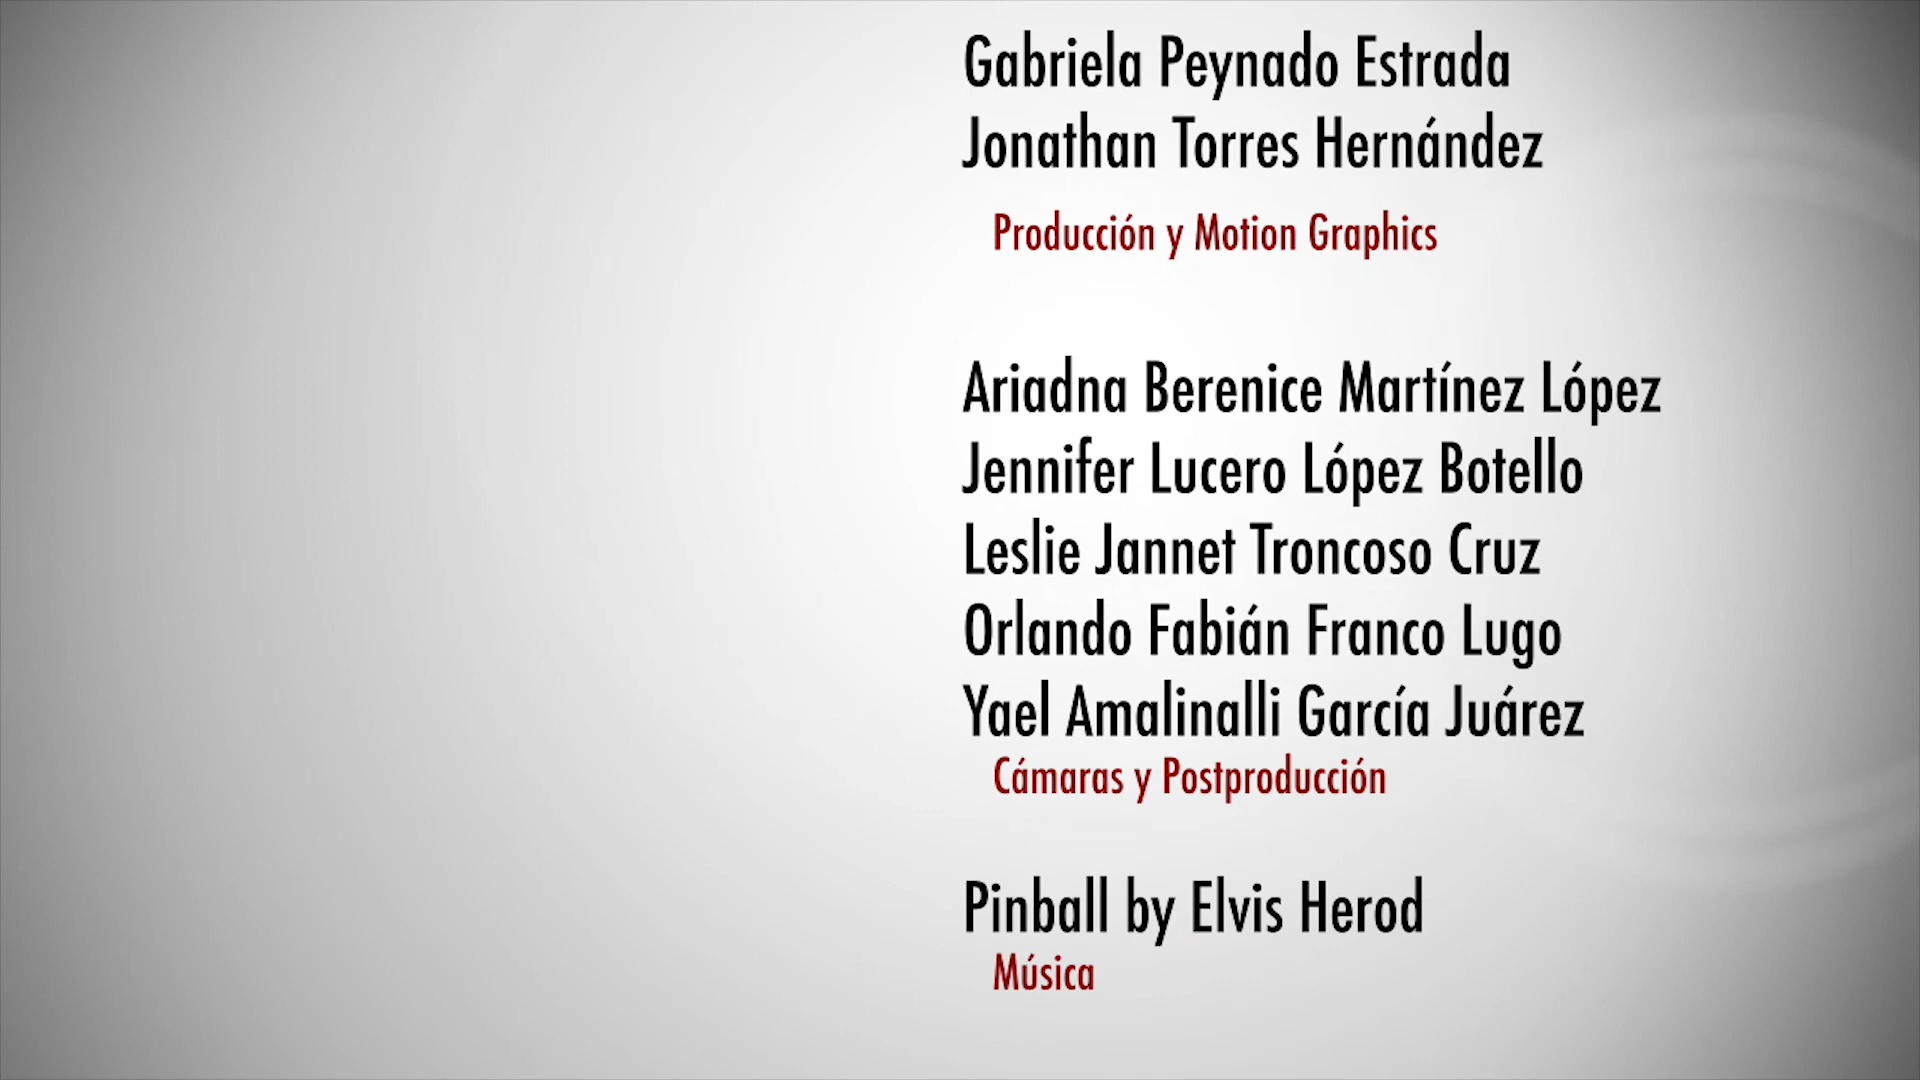 Gabriela Peynado Estrada
Jonathan Torres Hernández
Producción y Motion Graphics
Ariadna Berenice Martínez López
Jennifer Lucero López Botello
Leslie Jannet Troncoso Cruz
Orlando Fabián Franco Lugo
Yael Amalinalli García Juárez
Cámaras y Postproducción
Pinball by Elvis Herod
Música